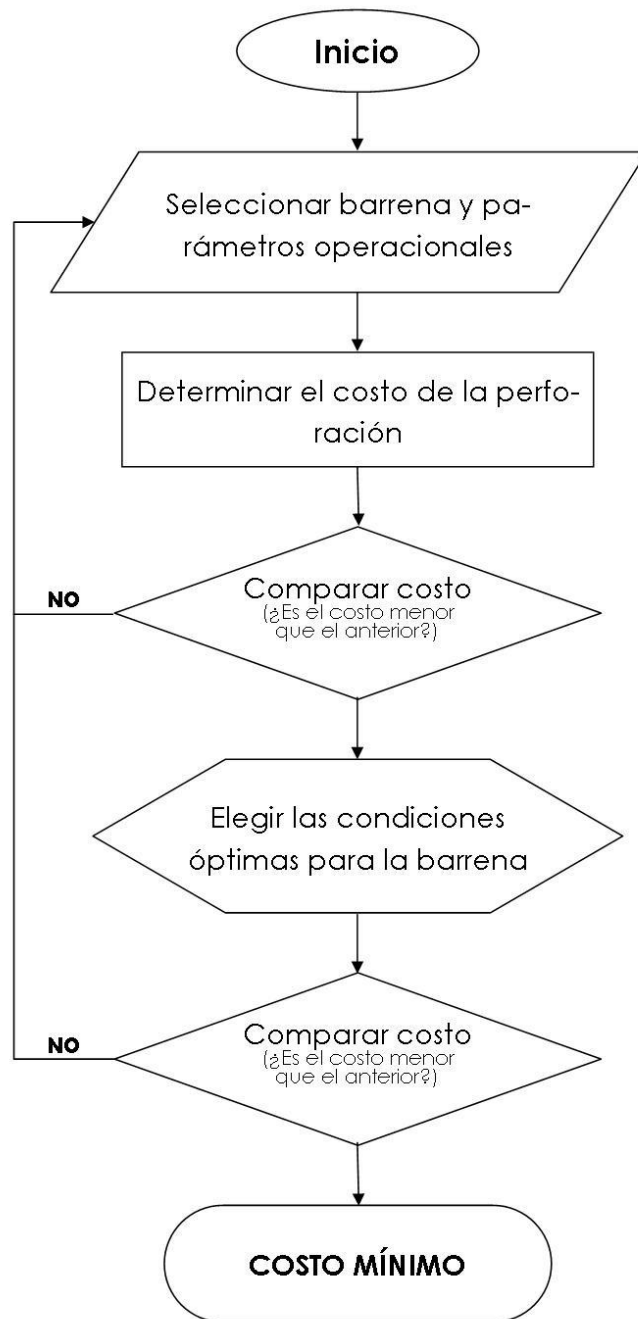 Inicio
Seleccionar barrena y pa-
rámetros operacionales
Determinar el costo de la perfo-
ración
Comparar costo
(¿Es el costo menor
que el anterior?)
NO
Elegir las condiciones
óptimas para la barrena
Comparar costo
(¿Es el costo menor
que el anterior?)
NO
COSTO MÍNIMO